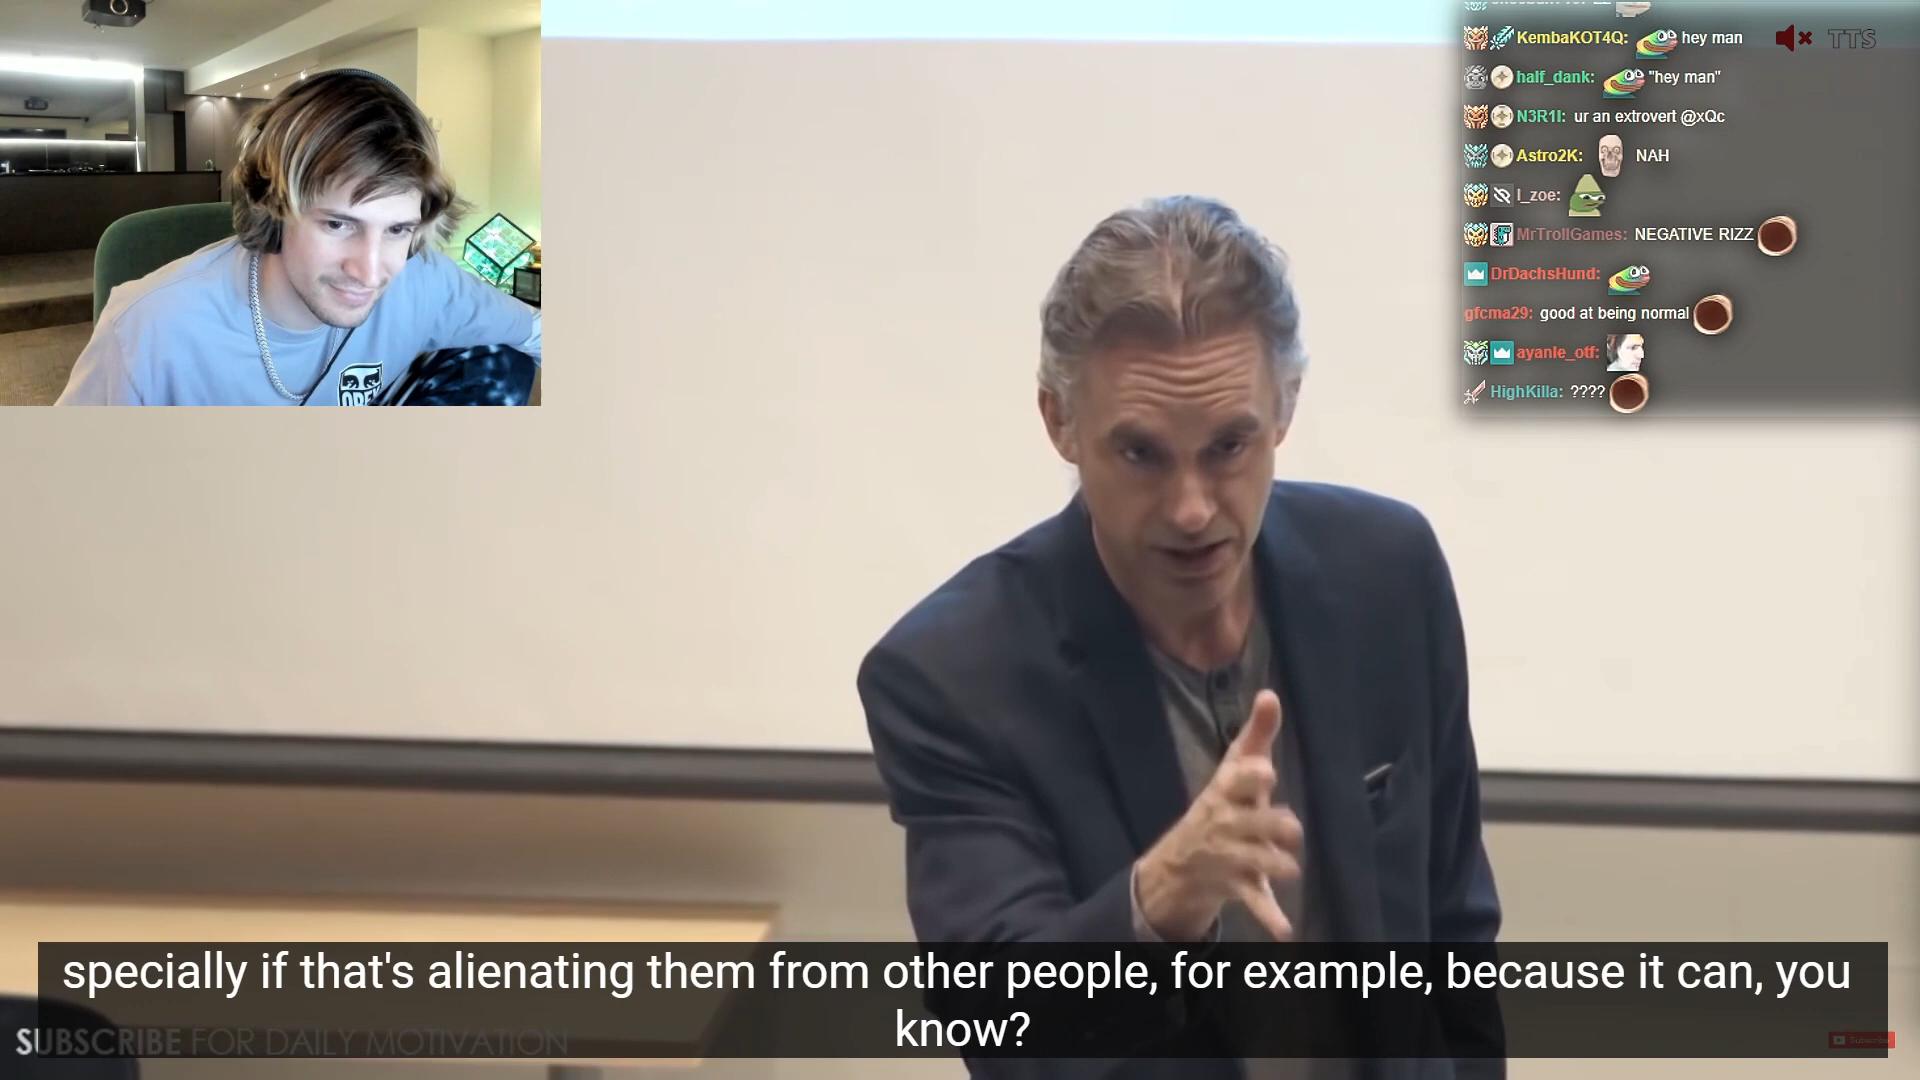 KembaKOT4Q: hey man
TTS
half_dank: "hey man"
N3R1I: ur an extrovert @xQc
Astro2K: NAH
l_zoe:
MrTrollGames: NEGATIVE RIZZ
DrDachsHund:
gfcma29: good at being normal
ayanle_otf:
HighKilla: ????
specially if that's alienating them from other people, for example, because it can, you
know?
SUBSCRIBE FOR DAILY MOTIVATION
Subscribe